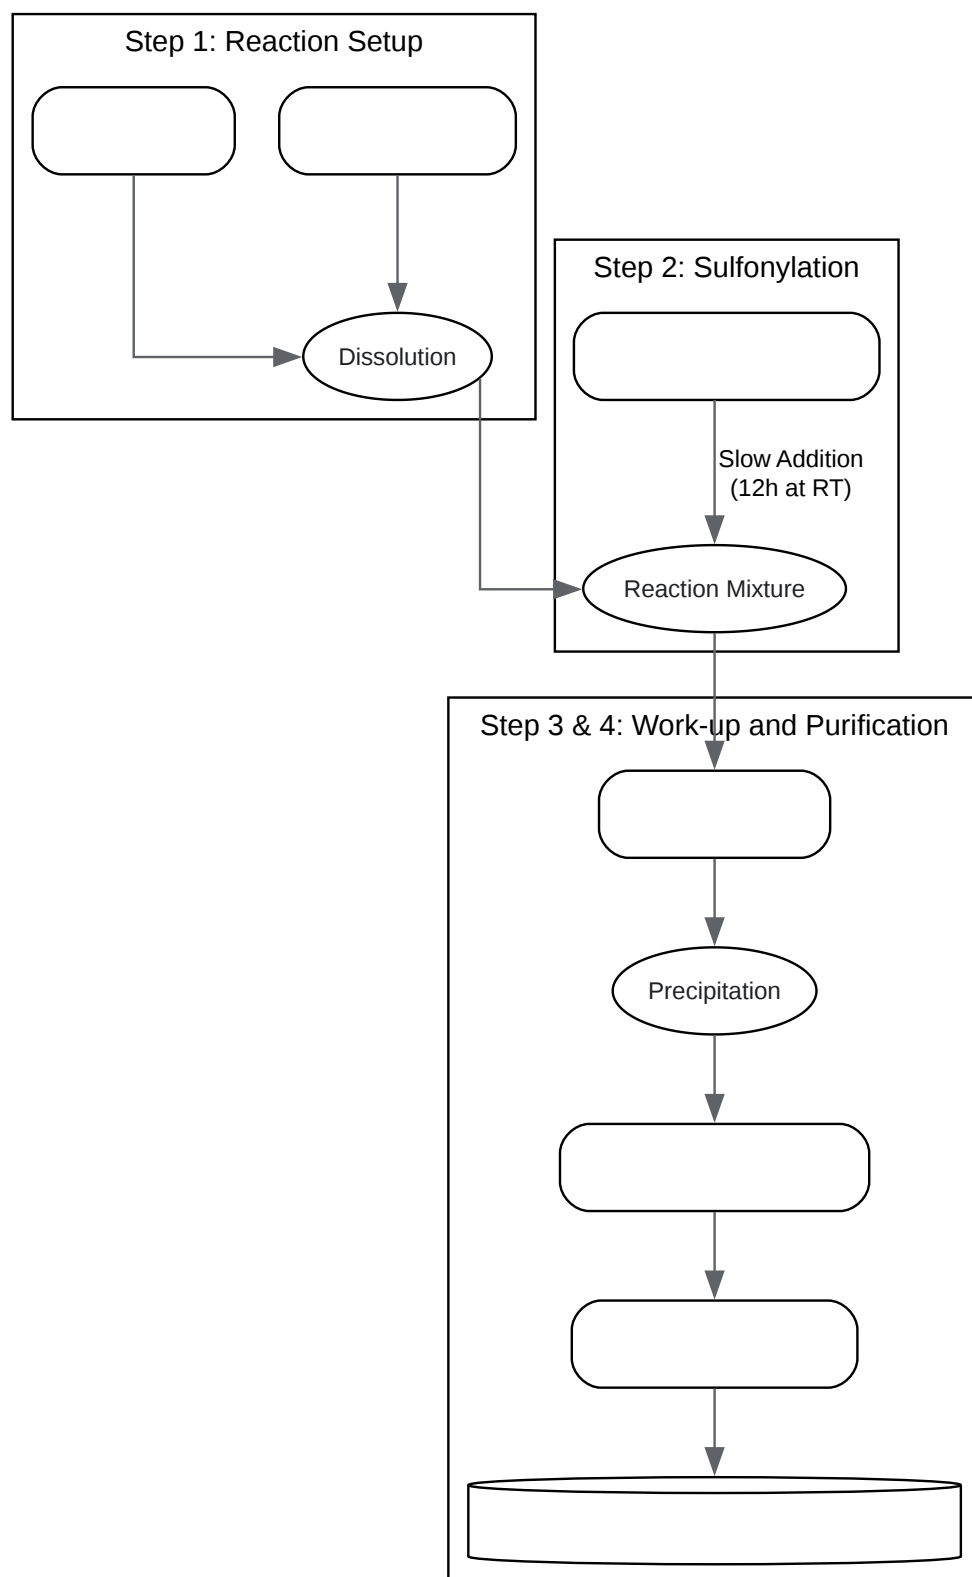 Step 1: Reaction Setup
Dissolution
Step 2: Sulfonylation
Slow Addition
(12h at RT)
Reaction Mixture
Step 3 & 4: Work-up and Purification
Precipitation